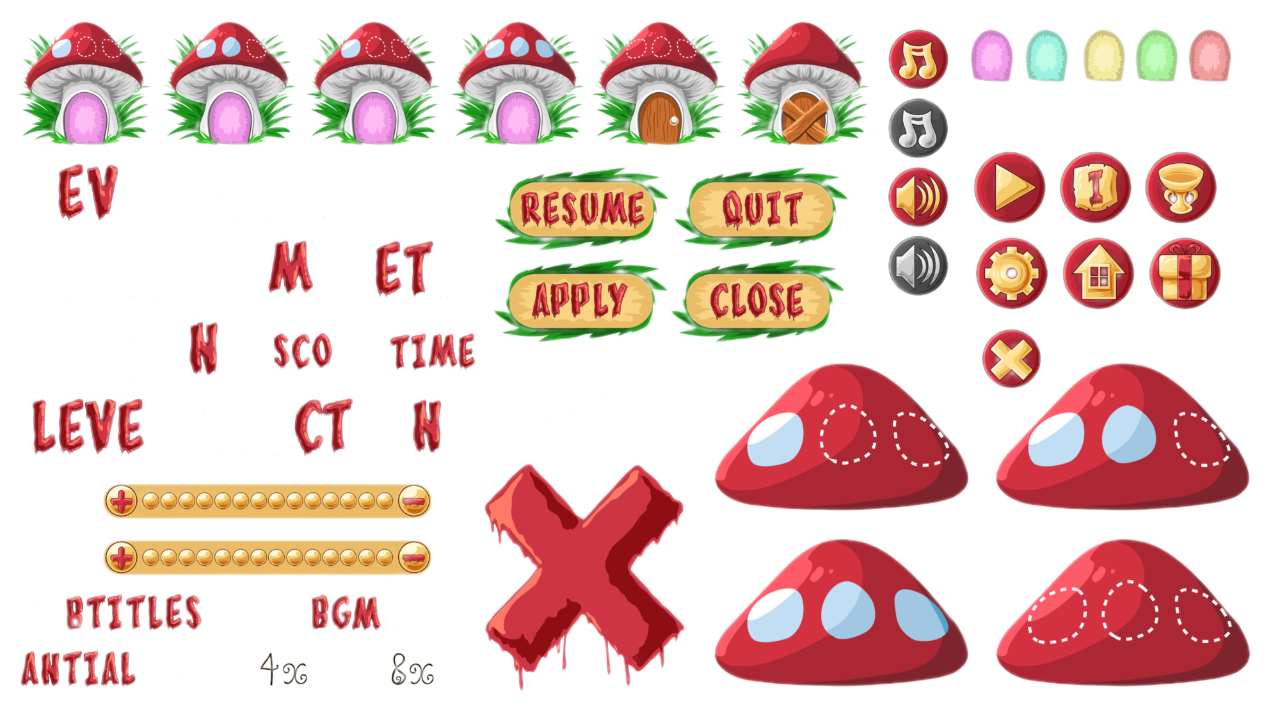 EV
RESUME QUIT
M ET
APPLY CLOSE
I
N SCO TIME
LEVE CT N
BTITLES BGM
ANTIAL 4x 8x